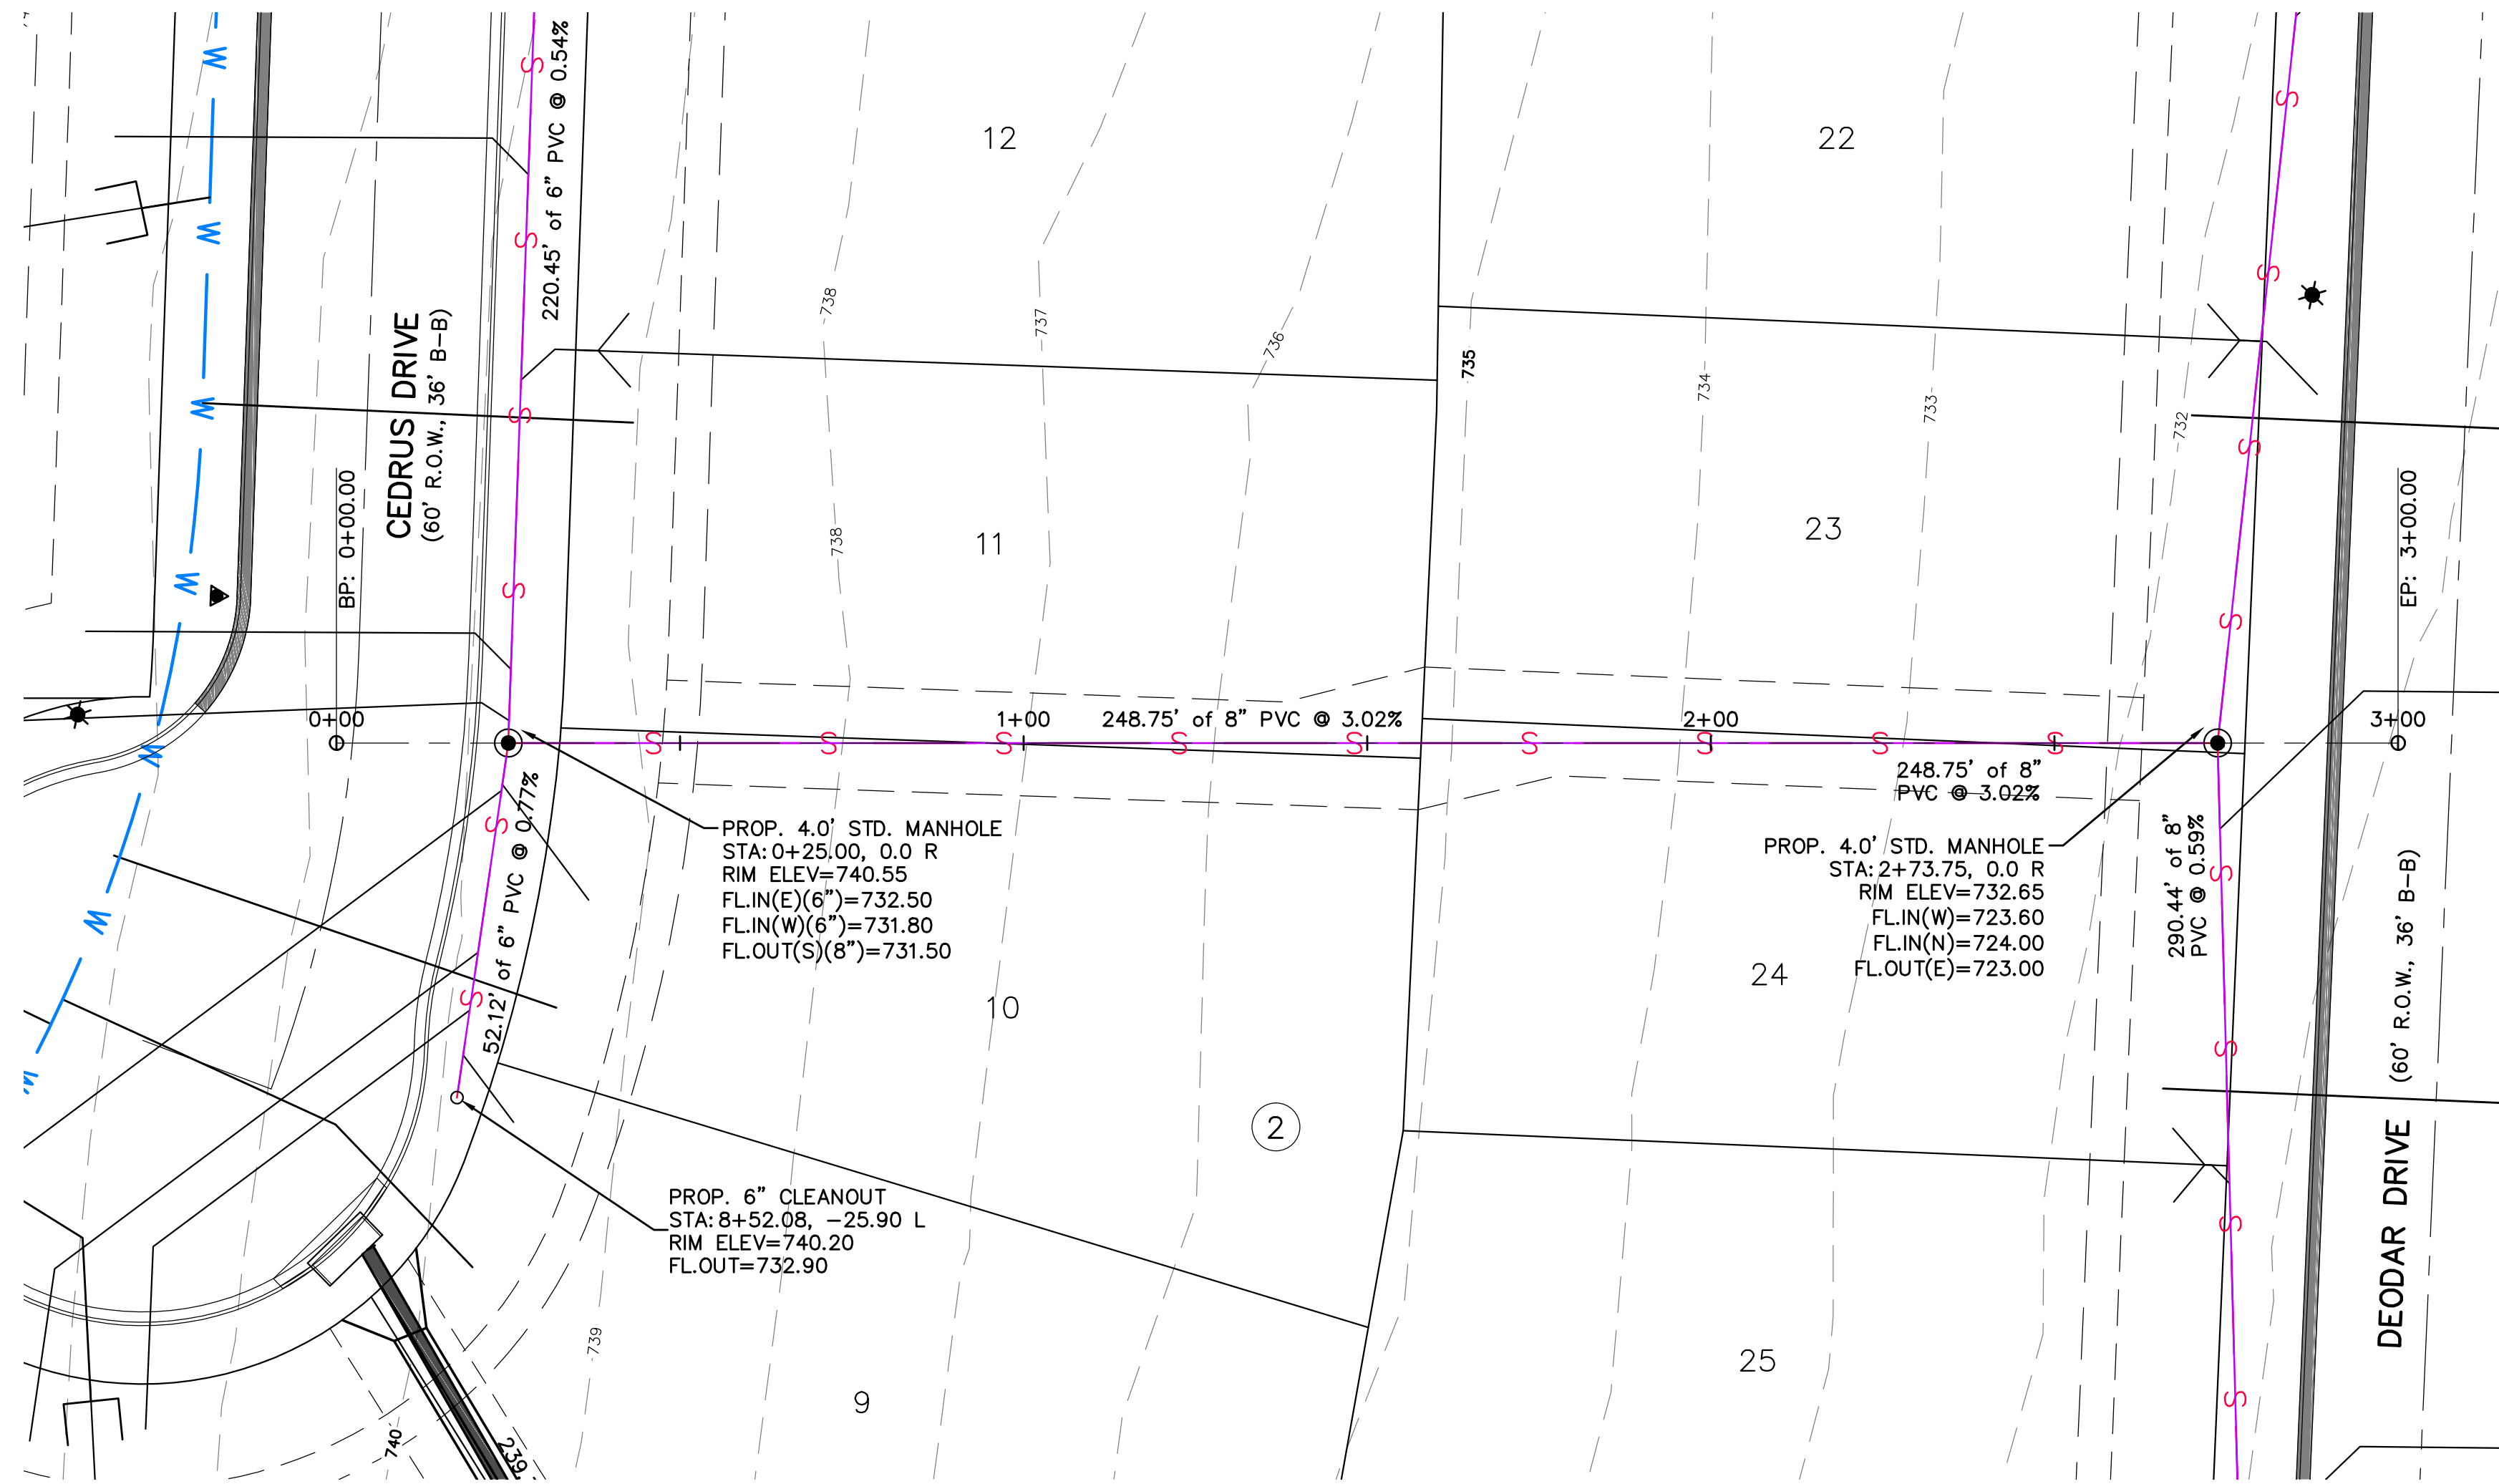 W
S
220.45' of 6" PVC @ 0.54%
12
22
W
S
S
S
738
737
736
735
734
733
732
CEDRUS DRIVE
(60' R.O.W., 36' B-B)
W
S
S
BP: 0+00.00
EP: 3+00.00
738
11
23
W
S
S
0+00
1+00
248.75' of 8" PVC @ 3.02%
2+00
3+00
S S S S S S S S S
W
248.75' of 8"
PVC @ 3.02%
52.12' of 6" PVC @ 0.77%
S
S
PROP. 4.0' STD. MANHOLE
STA: 0+25.00, 0.0 R
RIM ELEV=740.55
FL.IN(E)(6")=732.50
FL.IN(W)(6")=731.80
FL.OUT(S)(8")=731.50
PROP. 4.0' STD. MANHOLE
STA: 2+73.75, 0.0 R
RIM ELEV=732.65
FL.IN(W)=723.60
FL.IN(N)=724.00
FL.OUT(E)=723.00
290.44' of 8"
PVC @ 0.59%
(60' R.O.W., 36' B-B)
DEODAR DRIVE
W
W
S
S
S
S
10
24
2
PROP. 6" CLEANOUT
STA: 8+52.08, -25.90 L
RIM ELEV=740.20
FL.OUT=732.90
739
9
25
740
239.